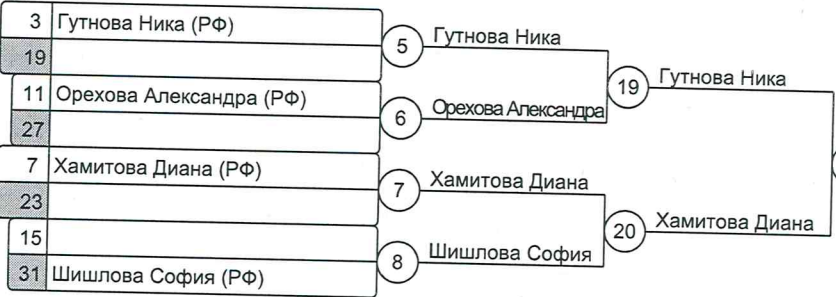 3 Гутнова Ника (РФ)
19
5 Гутнова Ника
11 Орехова Александра (РФ)
27
6 Орехова Александра
19 Гутнова Ника
7 Хамитова Диана (РФ)
23
7 Хамитова Диана
15
31 Шишлова София (РФ)
8 Шишлова София
20 Хамитова Диана